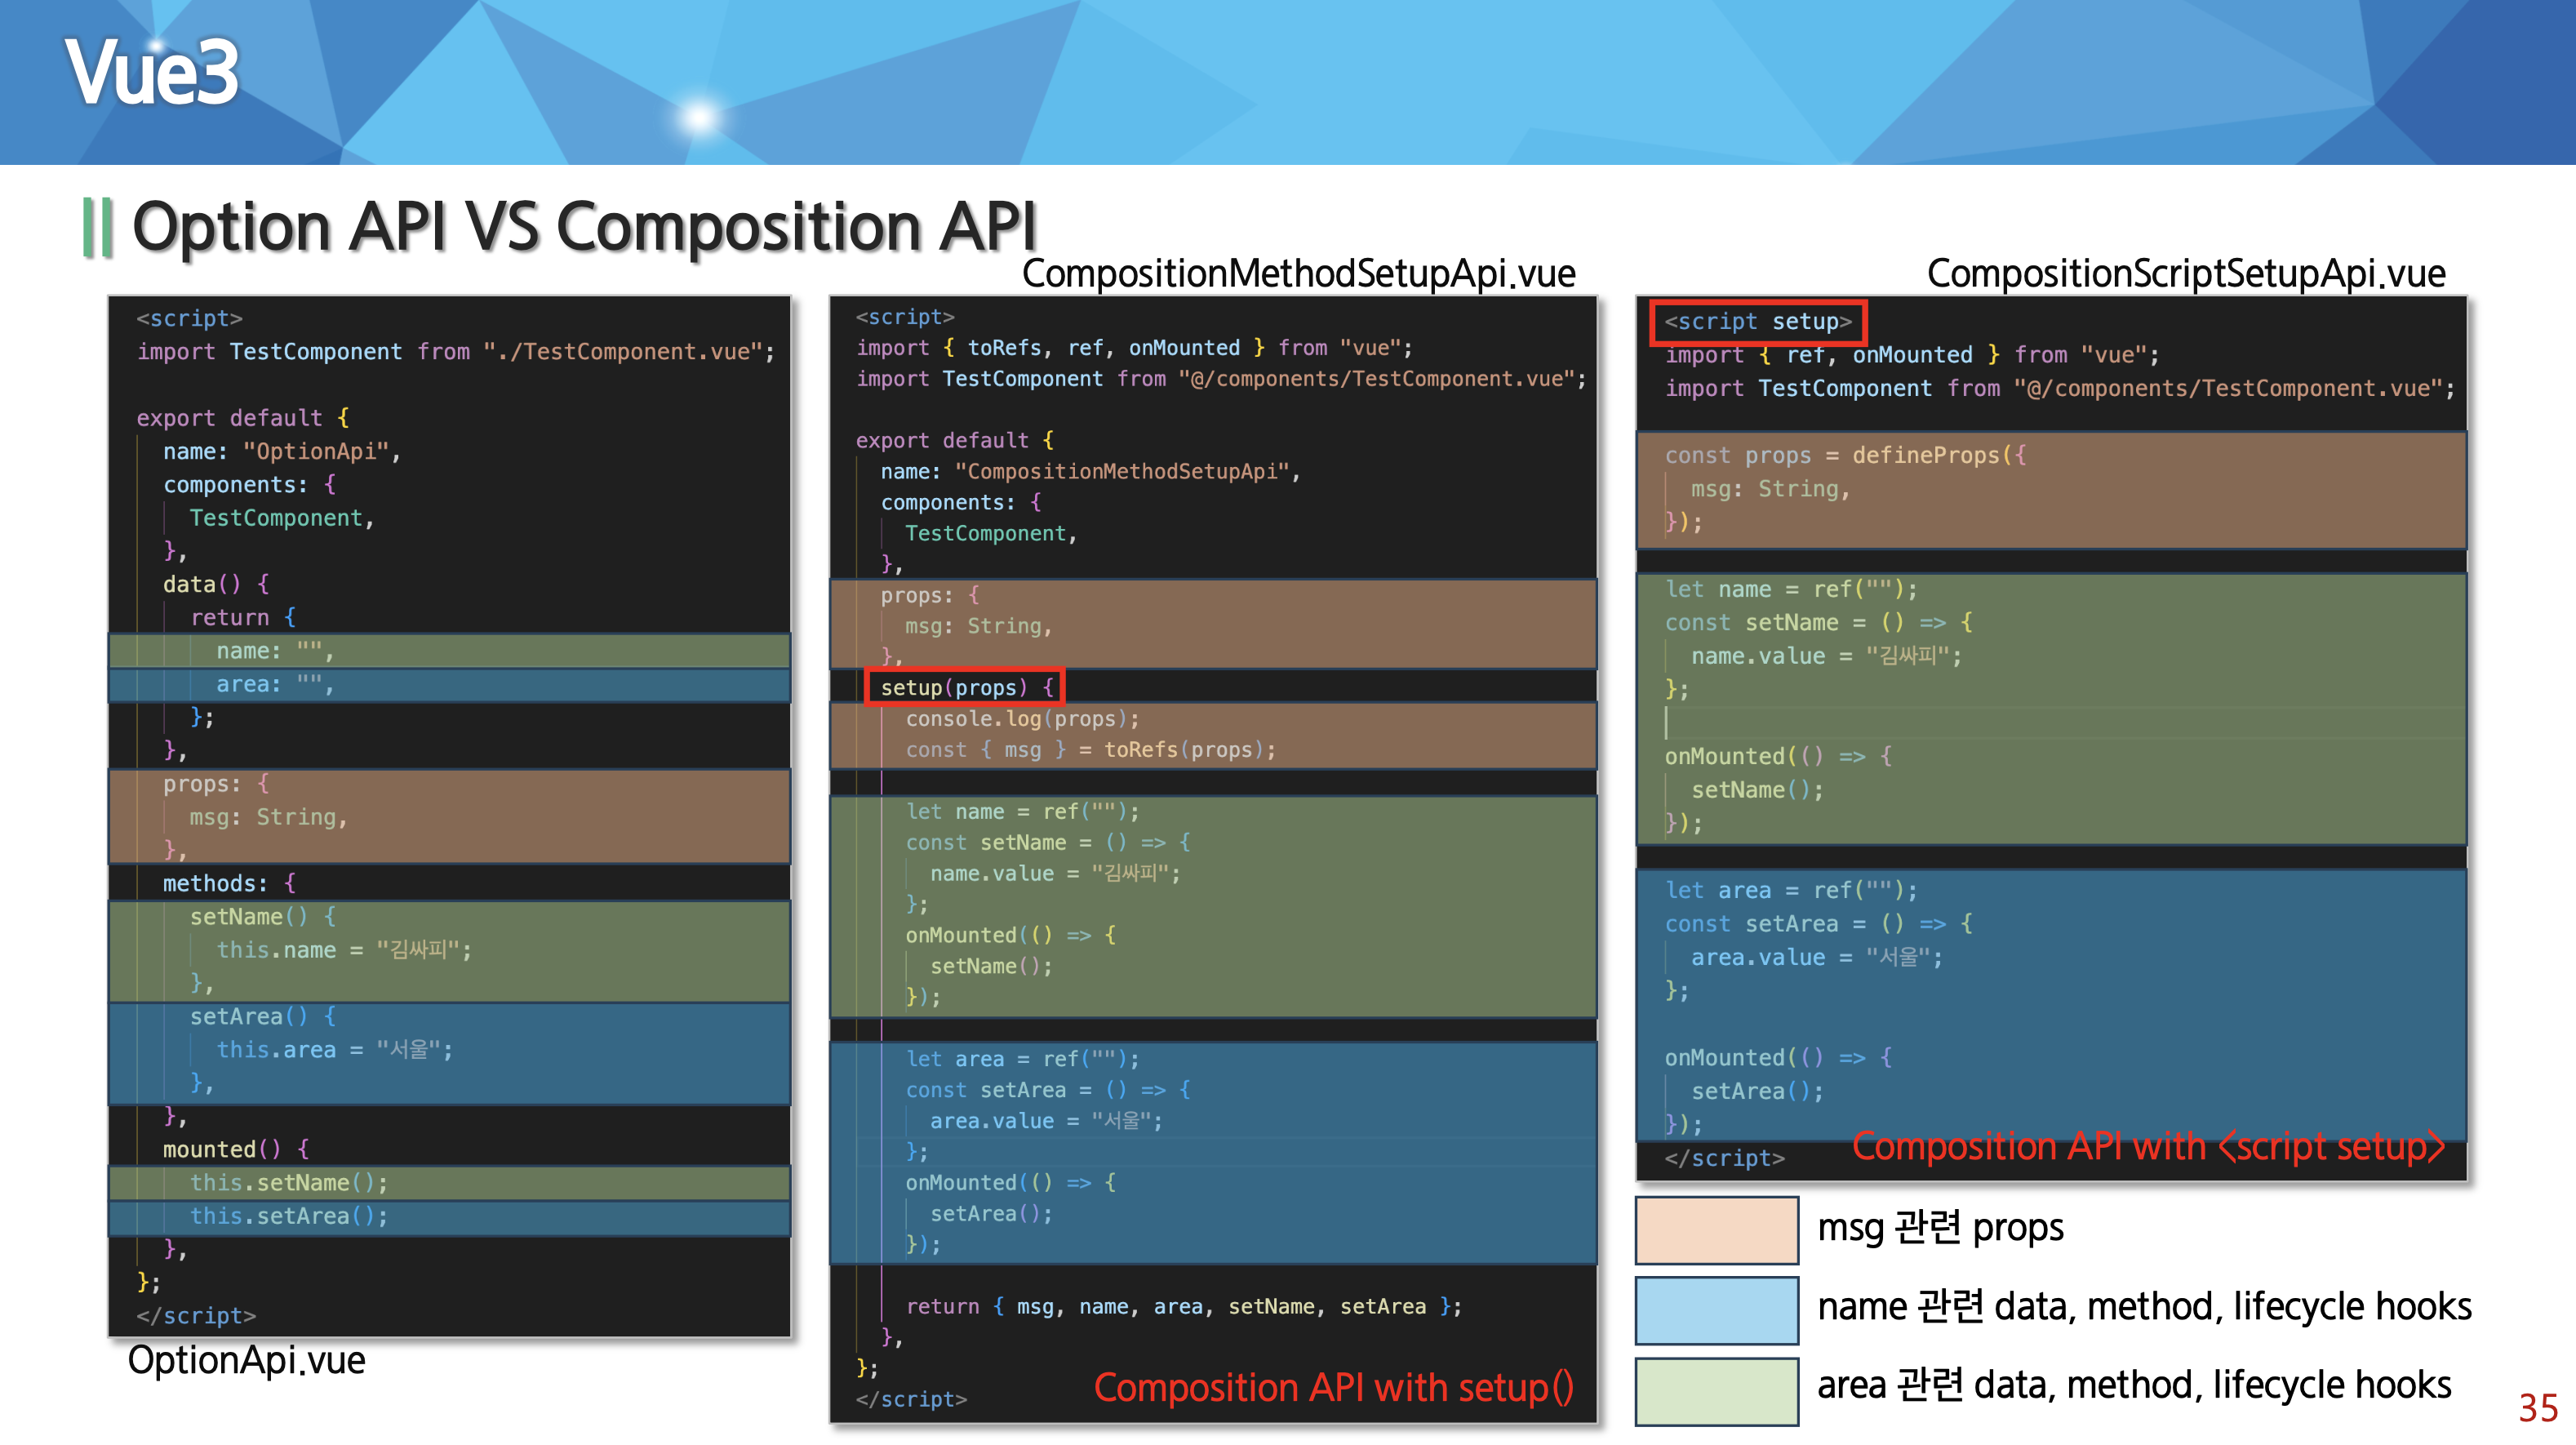 Vue3
Option API VS Composition API
<script>
import TestComponent from "./TestComponent.vue";
export default {
name: "OptionApi",
components: {
TestComponent,
},
data() {
return {
name: "",
area: "",
};
},
props: {
msg: String,
},
methods: {
setName() {
this.name = "김싸피";
},
setArea() {
this.area = "서울";
},
},
mounted() {
this.setName();
this.setArea();
},
};
</script>
OptionApi.vue
CompositionMethodSetupApi.vue
<script>
import { toRefs, ref, onMounted } from "vue";
import TestComponent from "@/components/TestComponent.vue";
export default {
name: "CompositionMethodSetupApi",
components: {
TestComponent,
},
props: {
msg: String,
},
setup(props) {
console.log(props);
const { msg } = toRefs(props);
let name = ref("");
const setName = () => {
name.value = "김싸피";
};
onMounted(() => {
setName();
});
let area = ref("");
const setArea = () => {
area.value = "서울";
};
onMounted(() => {
setArea();
});
return { msg, name, area, setName, setArea };
},
};
</script>
Composition API with setup()
CompositionScriptSetupApi.vue
<script setup>
import { ref, onMounted } from "vue";
import TestComponent from "@/components/TestComponent.vue";
const props = defineProps({
msg: String,
});
let name = ref("");
const setName = () => {
name.value = "김싸피";
};
onMounted(() => {
setName();
});
let area = ref("");
const setArea = () => {
area.value = "서울";
};
onMounted(() => {
setArea();
});
</script>
Composition API with <script setup>
msg 관련 props
name 관련 data, method, lifecycle hooks
area 관련 data, method, lifecycle hooks
35